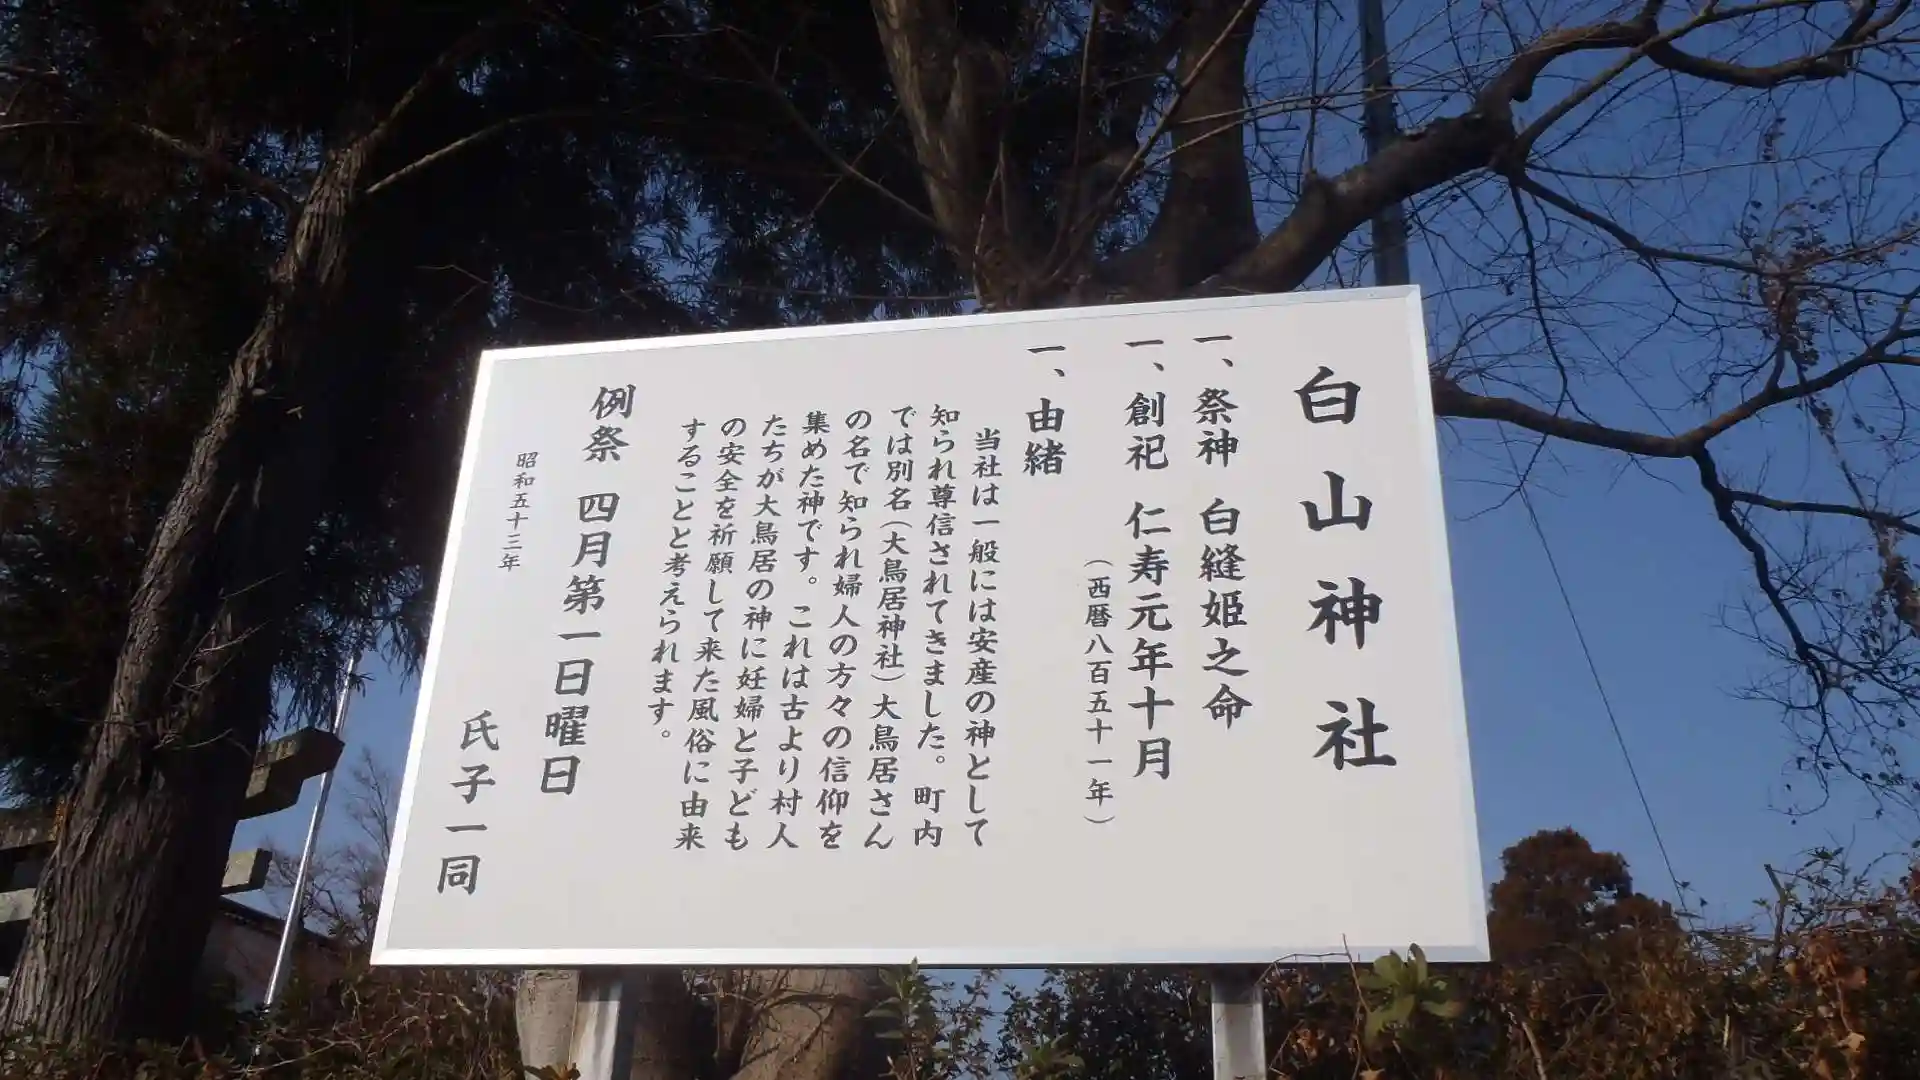 白山神社
一、祭神 白縫姫之命
一、創祀 仁寿元年十月
（西暦八百五十一年）
一、由緒
当社は一般には安産の神として
知られ尊信されてきました。町内
では別名（大鳥居神社）大鳥居さん
の名で知られ婦人の方々の信仰を
集めた神です。これは古より村人
たちが大鳥居の神に妊婦と子ども
の安全を祈願して来た風俗に由来
することと考えられます。
例祭 四月第一日曜日
昭和五十三年
氏子一同